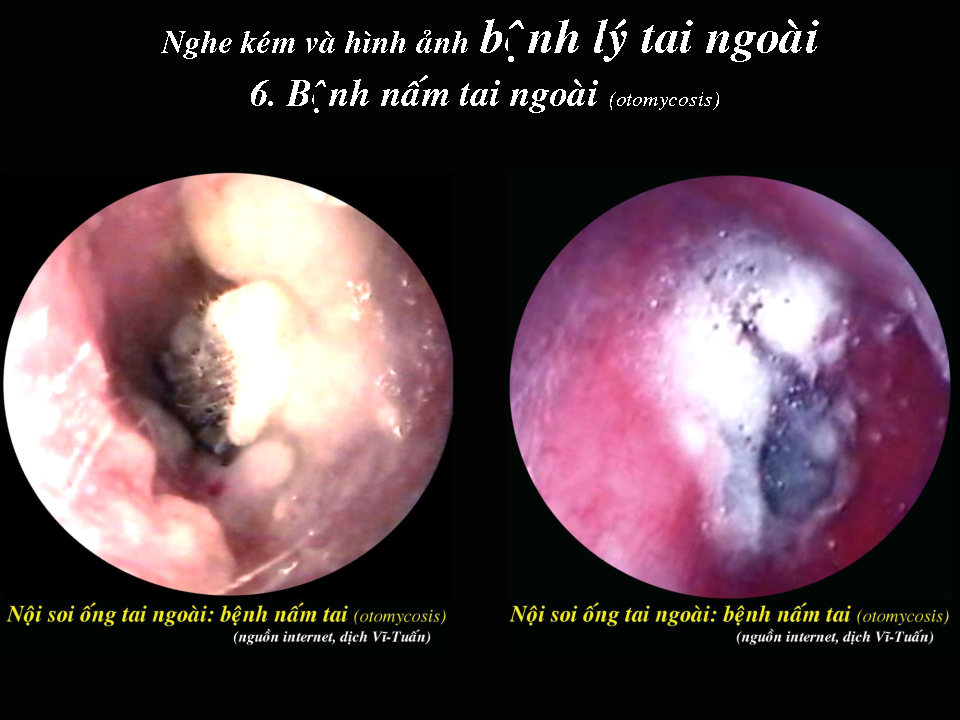 Nghe kém và hình ảnh bệnh lý tai ngoài
6. Bệnh nấm tai ngoài (otomycosis)
Nội soi ống tai ngoài: bệnh nấm tai (otomycosis)
(nguồn internet, dịch Vĩ-Tuấn)
Nội soi ống tai ngoài: bệnh nấm tai (otomycosis)
(nguồn internet, dịch Vĩ-Tuấn)